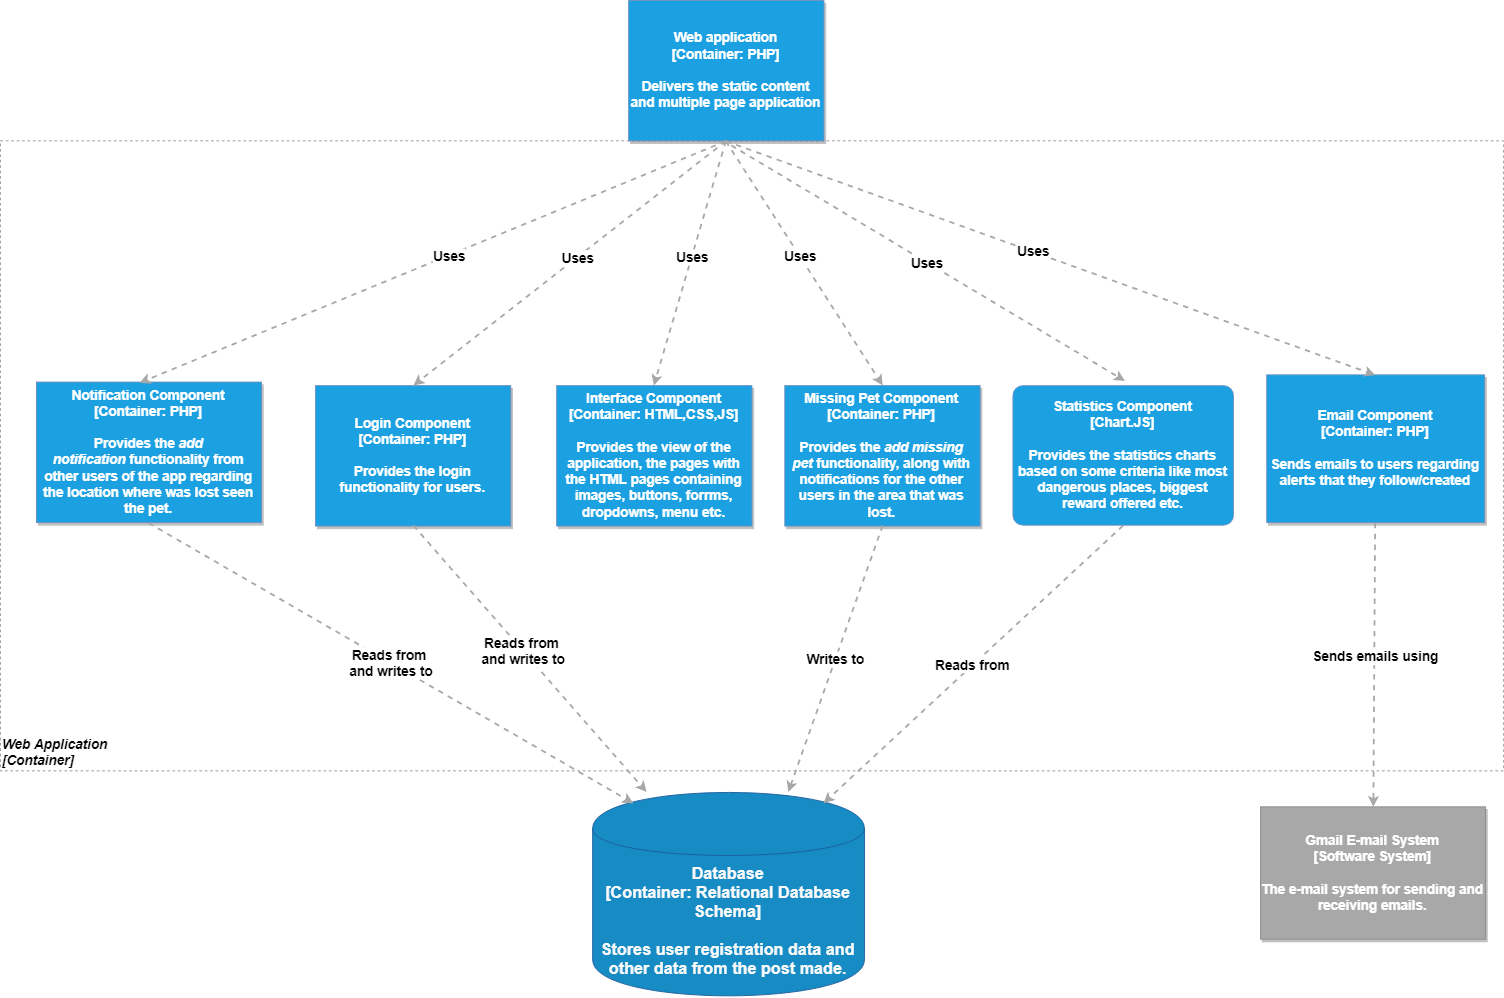 Web application
[Container: PHP]
Delivers the static content
and multiple page application
Uses
Uses
Uses
Uses
Uses
Uses
Notification Component
[Container: PHP]
Provides the add
notification functionality from
other users of the app regarding
the location where was lost seen
the pet.
Login Component
[Container: PHP]
Provides the login
functionality for users.
Interface Component
[Container: HTML,CSS,JS]
Provides the view of the
application, the pages with
the HTML pages containing
images, buttons, forrms,
dropdowns, menu etc.
Missing Pet Component
[Container: PHP]
Provides the add missing
pet functionality, along with
notifications for the other
users in the area that was
lost.
Statistics Component
[Chart.JS]
Provides the statistics charts
based on some criteria like most
dangerous places, biggest
reward offered etc.
Email Component
[Container: PHP]
Sends emails to users regarding
alerts that they follow/created
Reads from
and writes to
Reads from
and writes to
Writes to
Reads from
Sends emails using
Web Application
[Container]
Database
[Container: Relational Database
Schema]
Stores user registration data and
other data from the post made.
Gmail E-mail System
[Software System]
The e-mail system for sending and
receiving emails.